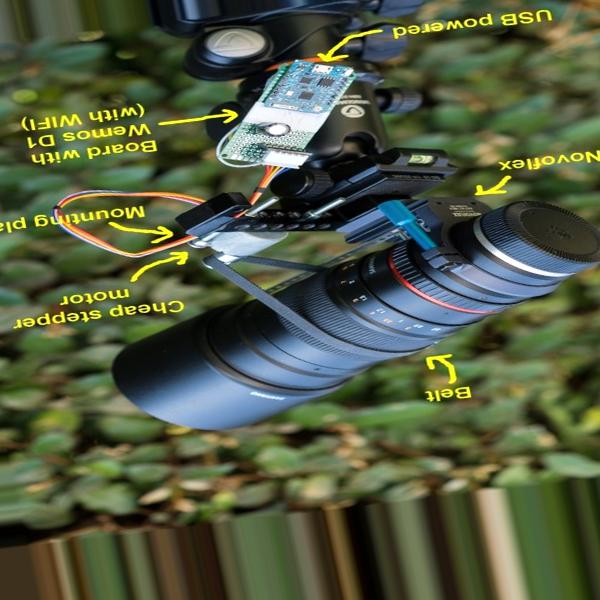 Belt
Cheap stepper
motor
Mounting pla
Novoflex
Board with
Wemos D1
(with WIFI)
USB powered